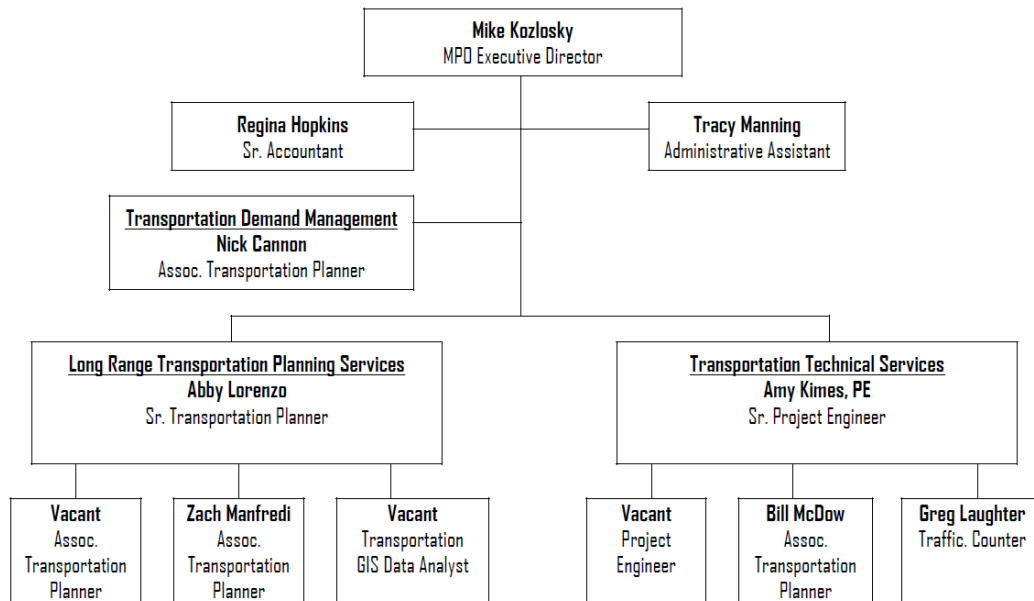 Mike Kozlosky
MPO Executive Director
Regina Hopkins
Sr. Accountant
Tracy Manning
Administrative Assistant
Transportation Demand Management
Nick Cannon
Assoc. Transportation Planner
Long Range Transportation Planning Services
Abby Lorenzo
Sr. Transportation Planner
Transportation Technical Services
Amy Kimes, PE
Sr. Project Engineer
Vacant
Assoc.
Transportation
Planner
Zach Manfredi
Assoc.
Transportation
Planner
Vacant
Transportation
GIS Data Analyst
Vacant
Project
Engineer
Bill McDow
Assoc.
Transportation
Planner
Greg Laughter
Traffic. Counter